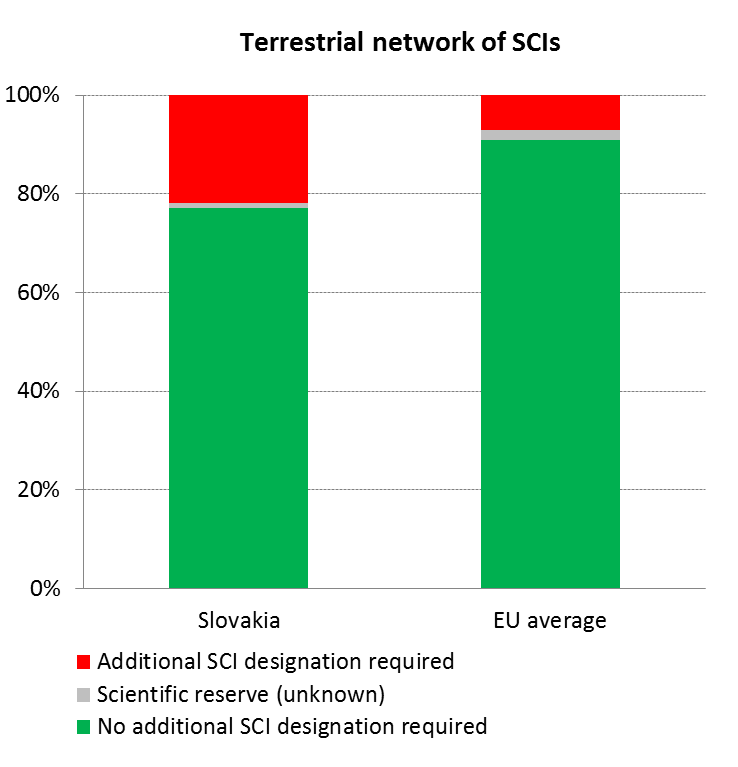 Terrestrial network of SCIs
100%
80%
60%
40%
20%
0%
Slovakia
EU average
Additional SCI designation required
Scientific reserve (unknown)
No additional SCI designation required